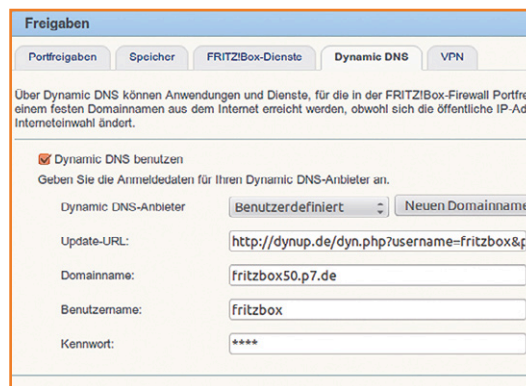 Freigaben
Portfreigaben Speicher FRITZ!Box-Dienste Dynamic DNS VPN
Über Dynamic DNS können Anwendungen und Dienste, für die in der FRITZ!Box-Firewall Portfre
einem festen Domainnamen aus dem Internet erreicht werden, obwohl sich die öffentliche IP-Ad
Interneteinwahl ändert.
Dynamic DNS benutzen
Geben Sie die Anmeldedaten für Ihren Dynamic DNS-Anbieter an.
Dynamic DNS-Anbieter Benutzerdefiniert Neuen Domainname
Update-URL: http://dynup.de/dyn.php?username=fritzbox&p
Domainname: fritzbox50.p7.de
Benutzername: fritzbox
Kennwort: ****